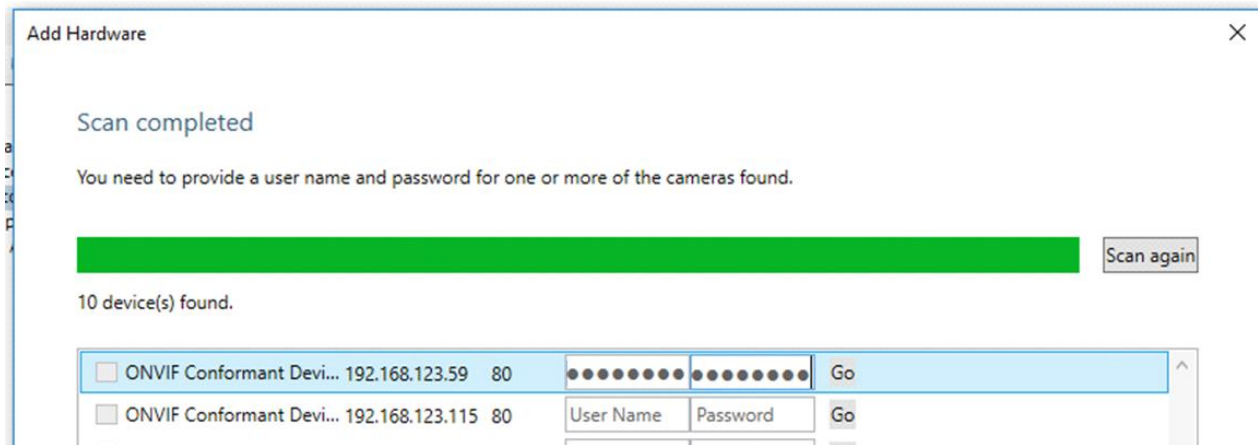 Add Hardware
Scan completed
You need to provide a user name and password for one or more of the cameras found.
Scan again
10 device(s) found.
ONVIF Conformant Devi... 192.168.123.59 80 ●●●●●●●● ●●●●●●●● Go
ONVIF Conformant Devi... 192.168.123.115 80 User Name Password Go